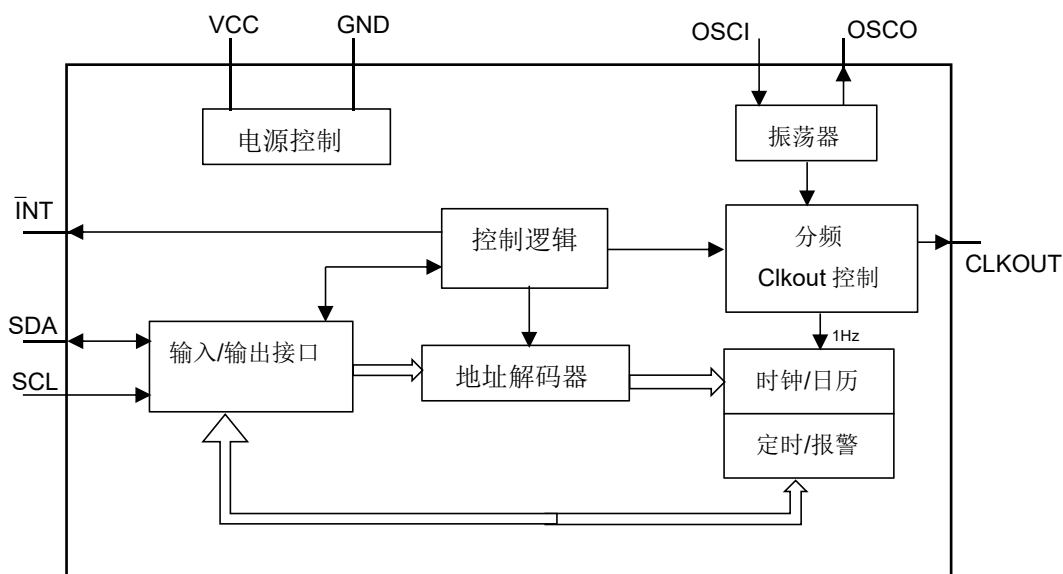 VCC
GND
OSCI
OSCO
电源控制
振荡器
I̅NT
控制逻辑
分频
Clkout 控制
CLKOUT
SDA
输入/输出接口
1Hz
SCL
地址解码器
时钟/日历
定时/报警